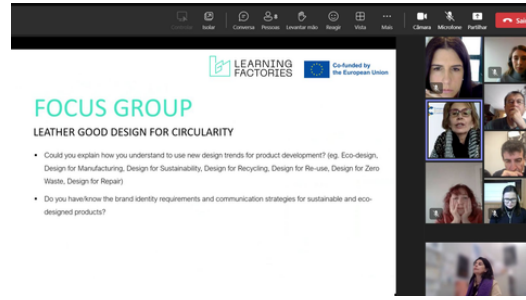 Isolar
Conversa
Pessoas
Levantar mão
Reagir
Vista
Mais
Câmara
Microfone
Partilhar
LEARNING
FACTORIES
Co-funded by
the European Union
FOCUS GROUP
LEATHER GOOD DESIGN FOR CIRCULARITY
Could you explain how you understand to use new design trends for product development? (eg. Eco-design,
Design for Manufacturing, Design for Sustainability, Design for Recycling, Design for Re-use, Design for Zero
Waste, Design for Repair)
Do you have/know the brand identity requirements and communication strategies for sustainable and eco-
designed products?